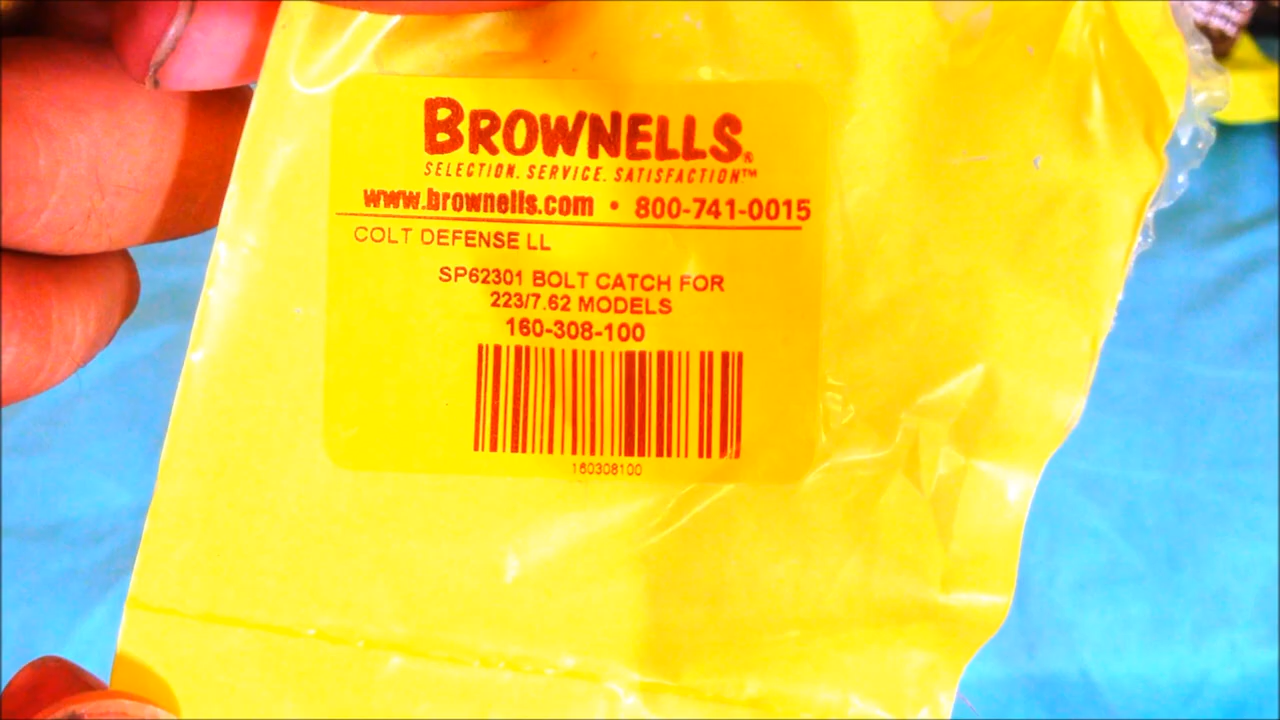 BROWNELLS®
SELECTION. SERVICE. SATISFACTION™
www.brownells.com • 800-741-0015
COLT DEFENSE LL
SP62301 BOLT CATCH FOR
223/7.62 MODELS
160-308-100
160308100